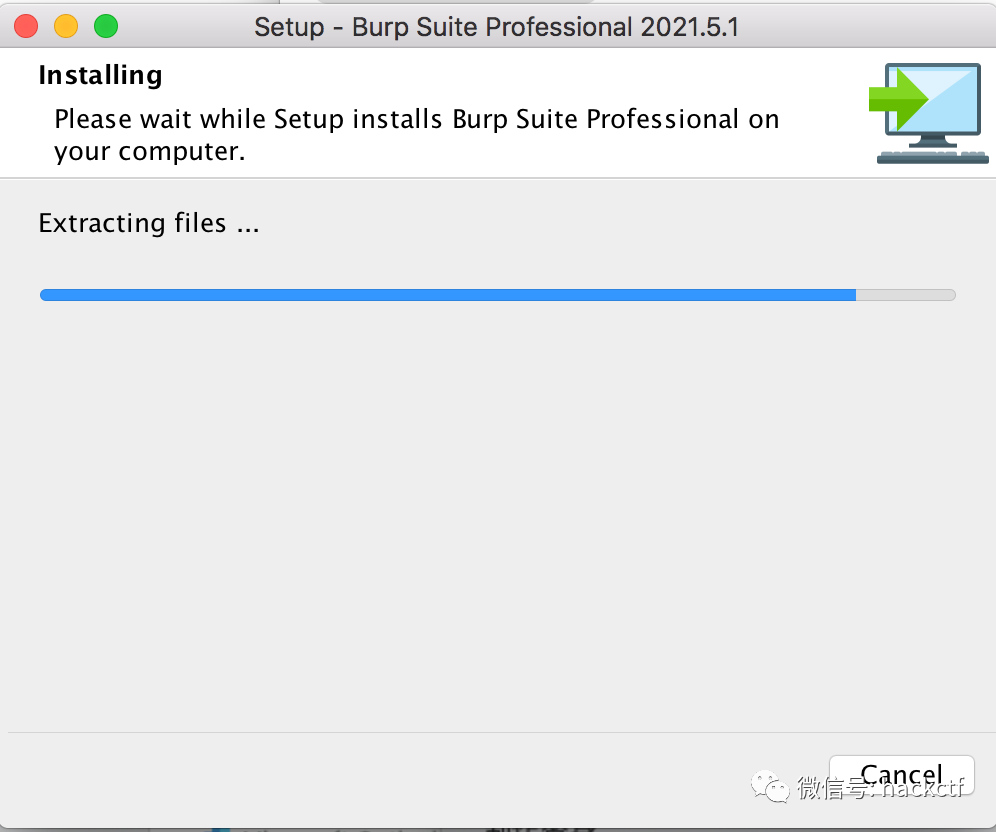 Setup - Burp Suite Professional 2021.5.1
Installing
Please wait while Setup installs Burp Suite Professional on
your computer.
Extracting files ...
Cancel
微信号: hackctf